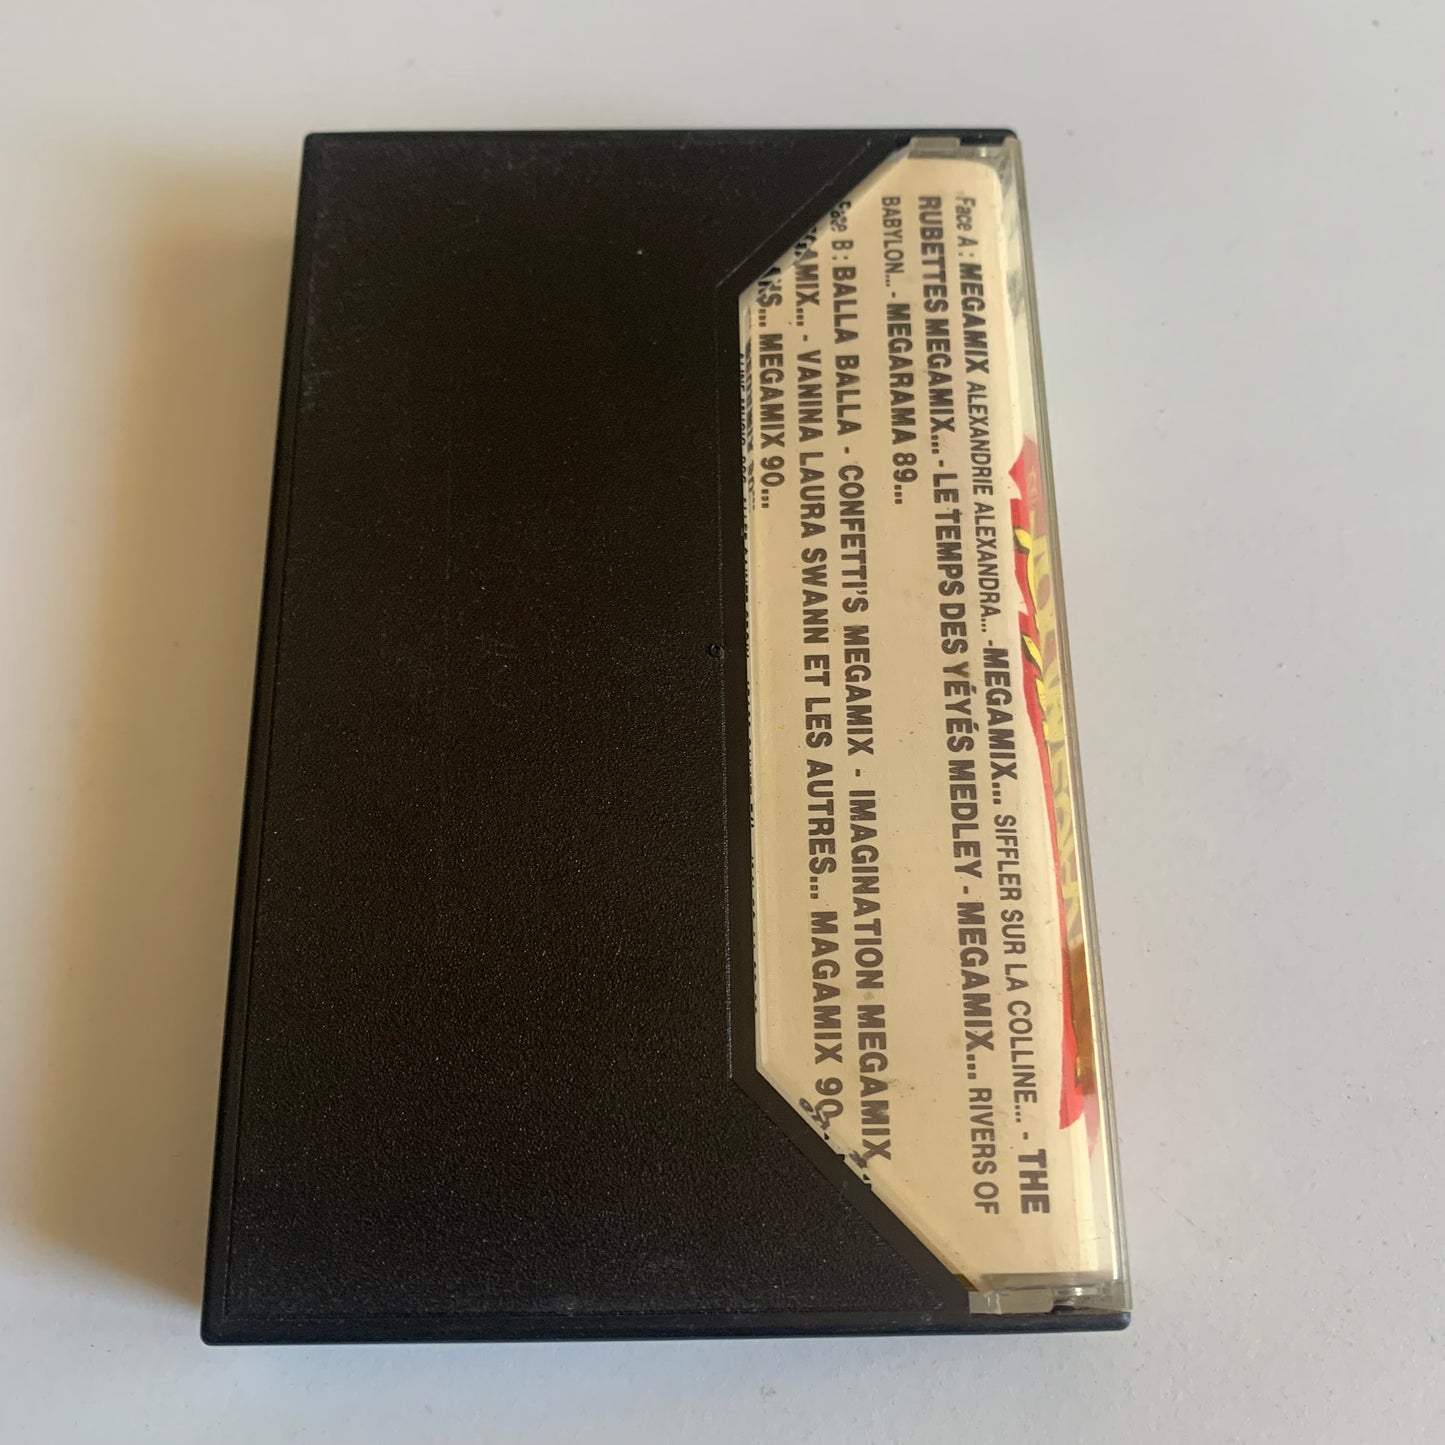 Face A : MEGAMIX ALEXANDRIE ALEXANDRA... - MEGAMIX... SIFFLER SUR LA COLLINE... - THE
RUBETTES MEGAMIX... - LE TEMPS DES YÉYÉS MEDLEY - MEGAMIX... RIVERS OF
BABYLON... - MEGARAMA 89...
Face B : BALLA BALLA - CONFETTI'S MEGAMIX - IMAGINATION MEGAMIX
GAMIX... - VANINA LAURA SWANN ET LES AUTRES... MAGAMIX 90
MEGAMIX 90...